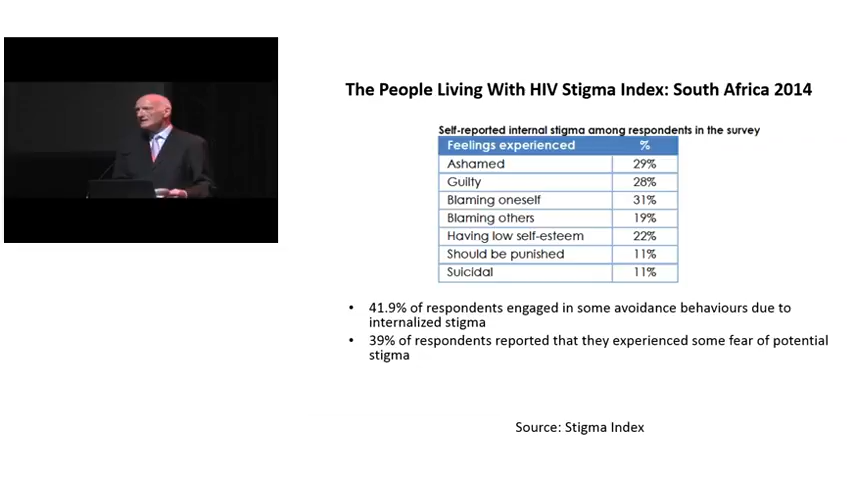 The People Living With HIV Stigma Index: South Africa 2014
Self-reported internal stigma among respondents in the survey
Feelings experienced %
Ashamed 29%
Guilty 28%
Blaming oneself 31%
Blaming others 19%
Having low self-esteem 22%
Should be punished 11%
Suicidal 11%
• 41.9% of respondents engaged in some avoidance behaviours due to
internalized stigma
• 39% of respondents reported that they experienced some fear of potential
stigma
Source: Stigma Index